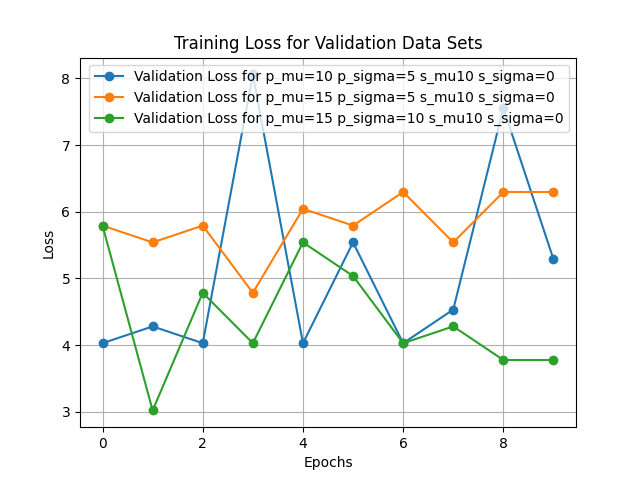 Training Loss for Validation Data Sets
Validation Loss for p_mu=10 p_sigma=5 s_mu10 s_sigma=0
Validation Loss for p_mu=15 p_sigma=5 s_mu10 s_sigma=0
Validation Loss for p_mu=15 p_sigma=10 s_mu10 s_sigma=0
8
7
6
5
4
3
Loss
0 2 4 6 8
Epochs